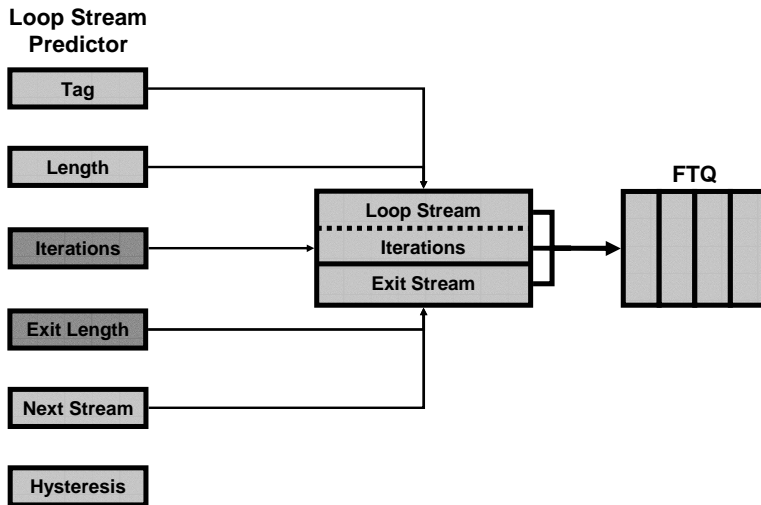 Loop Stream
Predictor
Tag
Length
Iterations
Exit Length
Next Stream
Hysteresis
Loop Stream
Iterations
Exit Stream
FTQ